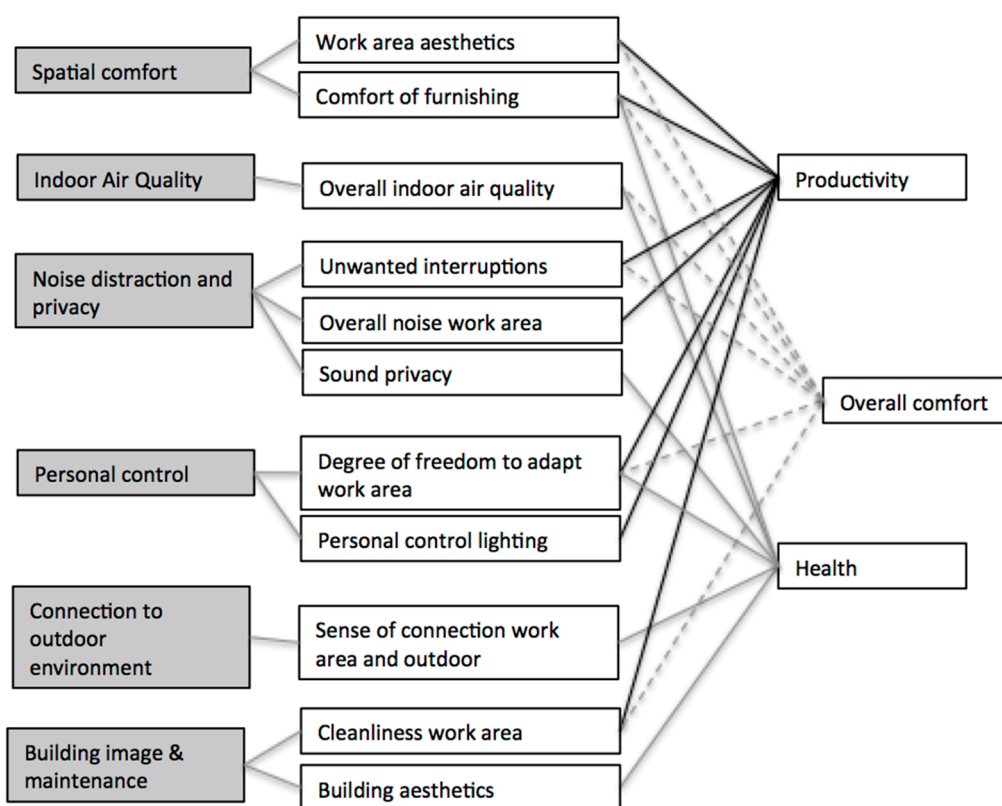 Spatial comfort
Work area aesthetics
Comfort of furnishing
Indoor Air Quality
Overall indoor air quality
Productivity
Noise distraction and
privacy
Unwanted interruptions
Overall noise work area
Sound privacy
Overall comfort
Personal control
Degree of freedom to adapt
work area
Personal control lighting
Health
Connection to
outdoor
environment
Sense of connection work
area and outdoor
Building image &
maintenance
Cleanliness work area
Building aesthetics